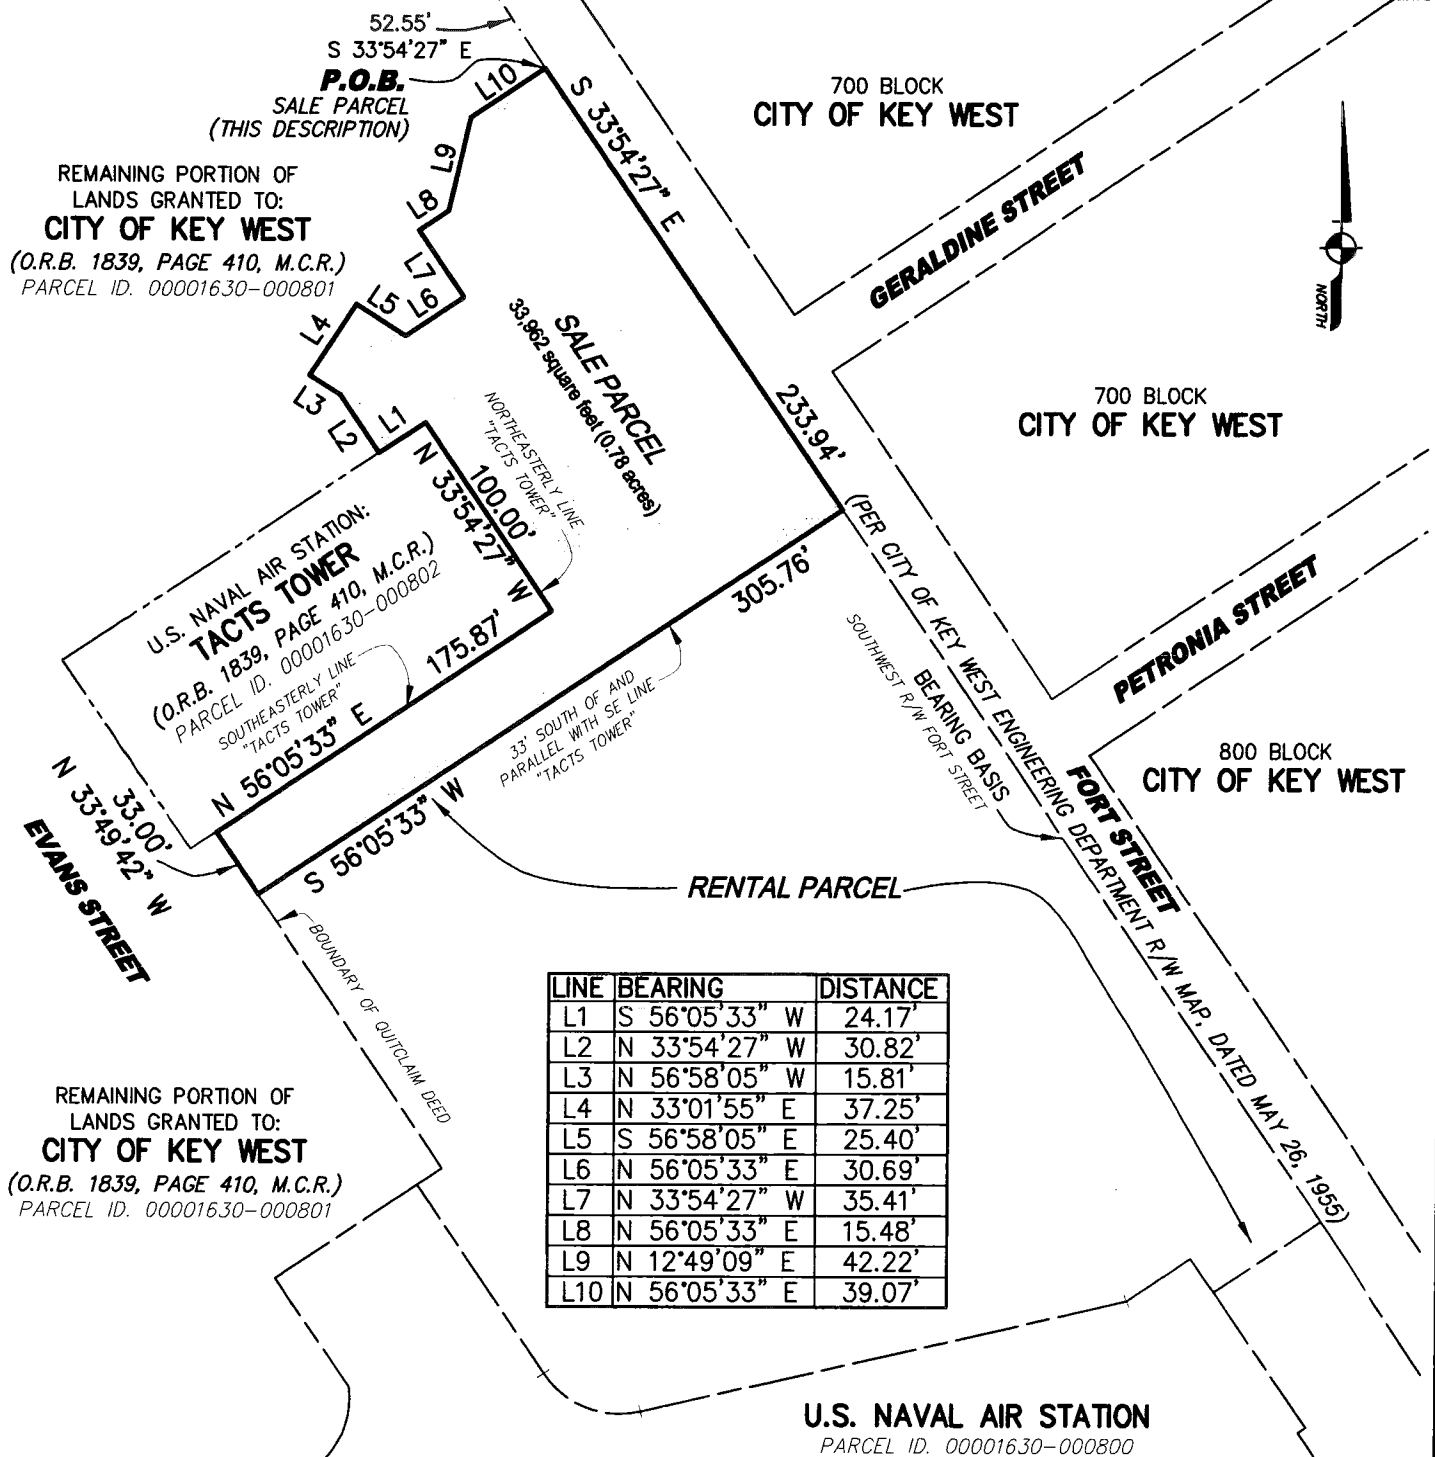 52.55'
S 33°54'27" E
P.O.B.
SALE PARCEL
(THIS DESCRIPTION)
REMAINING PORTION OF
LANDS GRANTED TO:
CITY OF KEY WEST
(O.R.B. 1839, PAGE 410, M.C.R.)
PARCEL ID. 00001630-000801
L10
L9
L8
L7
L6
L5
L4
L3
L2
L1
S 33°54'27" E
233.94'
700 BLOCK
CITY OF KEY WEST
GERALDINE STREET
NORTH
700 BLOCK
CITY OF KEY WEST
SALE PARCEL
33,962 square feet (0.78 acres)
NORTHEASTERLY LINE
"TACTS TOWER"
100.00'
N 33°54'27" W
U.S. NAVAL AIR STATION:
TACTS TOWER
(O.R.B. 1839, PAGE 410, M.C.R.)
PARCEL ID. 00001630-000802
SOUTHEASTERLY LINE
"TACTS TOWER"
175.87'
N 56°05'33" E
305.76'
S 56°05'33" W
33' SOUTH OF AND
PARALLEL WITH SE LINE
"TACTS TOWER"
33.00'
N 33°49'42" W
EVANS STREET
(PER CITY OF KEY WEST ENGINEERING DEPARTMENT R/W MAP, DATED MAY 26, 1955)
BEARING BASIS
SOUTHWEST R/W FORT STREET
PETRONIA STREET
FORT STREET
800 BLOCK
CITY OF KEY WEST
RENTAL PARCEL
BOUNDARY OF QUITCLAIM DEED
LINE BEARING DISTANCE
L1 S 56°05'33" W 24.17'
L2 N 33°54'27" W 30.82'
L3 N 56°58'05" W 15.81'
L4 N 33°01'55" E 37.25'
L5 S 56°58'05" E 25.40'
L6 N 56°05'33" E 30.69'
L7 N 33°54'27" W 35.41'
L8 N 56°05'33" E 15.48'
L9 N 12°49'09" E 42.22'
L10 N 56°05'33" E 39.07'
REMAINING PORTION OF
LANDS GRANTED TO:
CITY OF KEY WEST
(O.R.B. 1839, PAGE 410, M.C.R.)
PARCEL ID. 00001630-000801
U.S. NAVAL AIR STATION
PARCEL ID. 00001630-000800